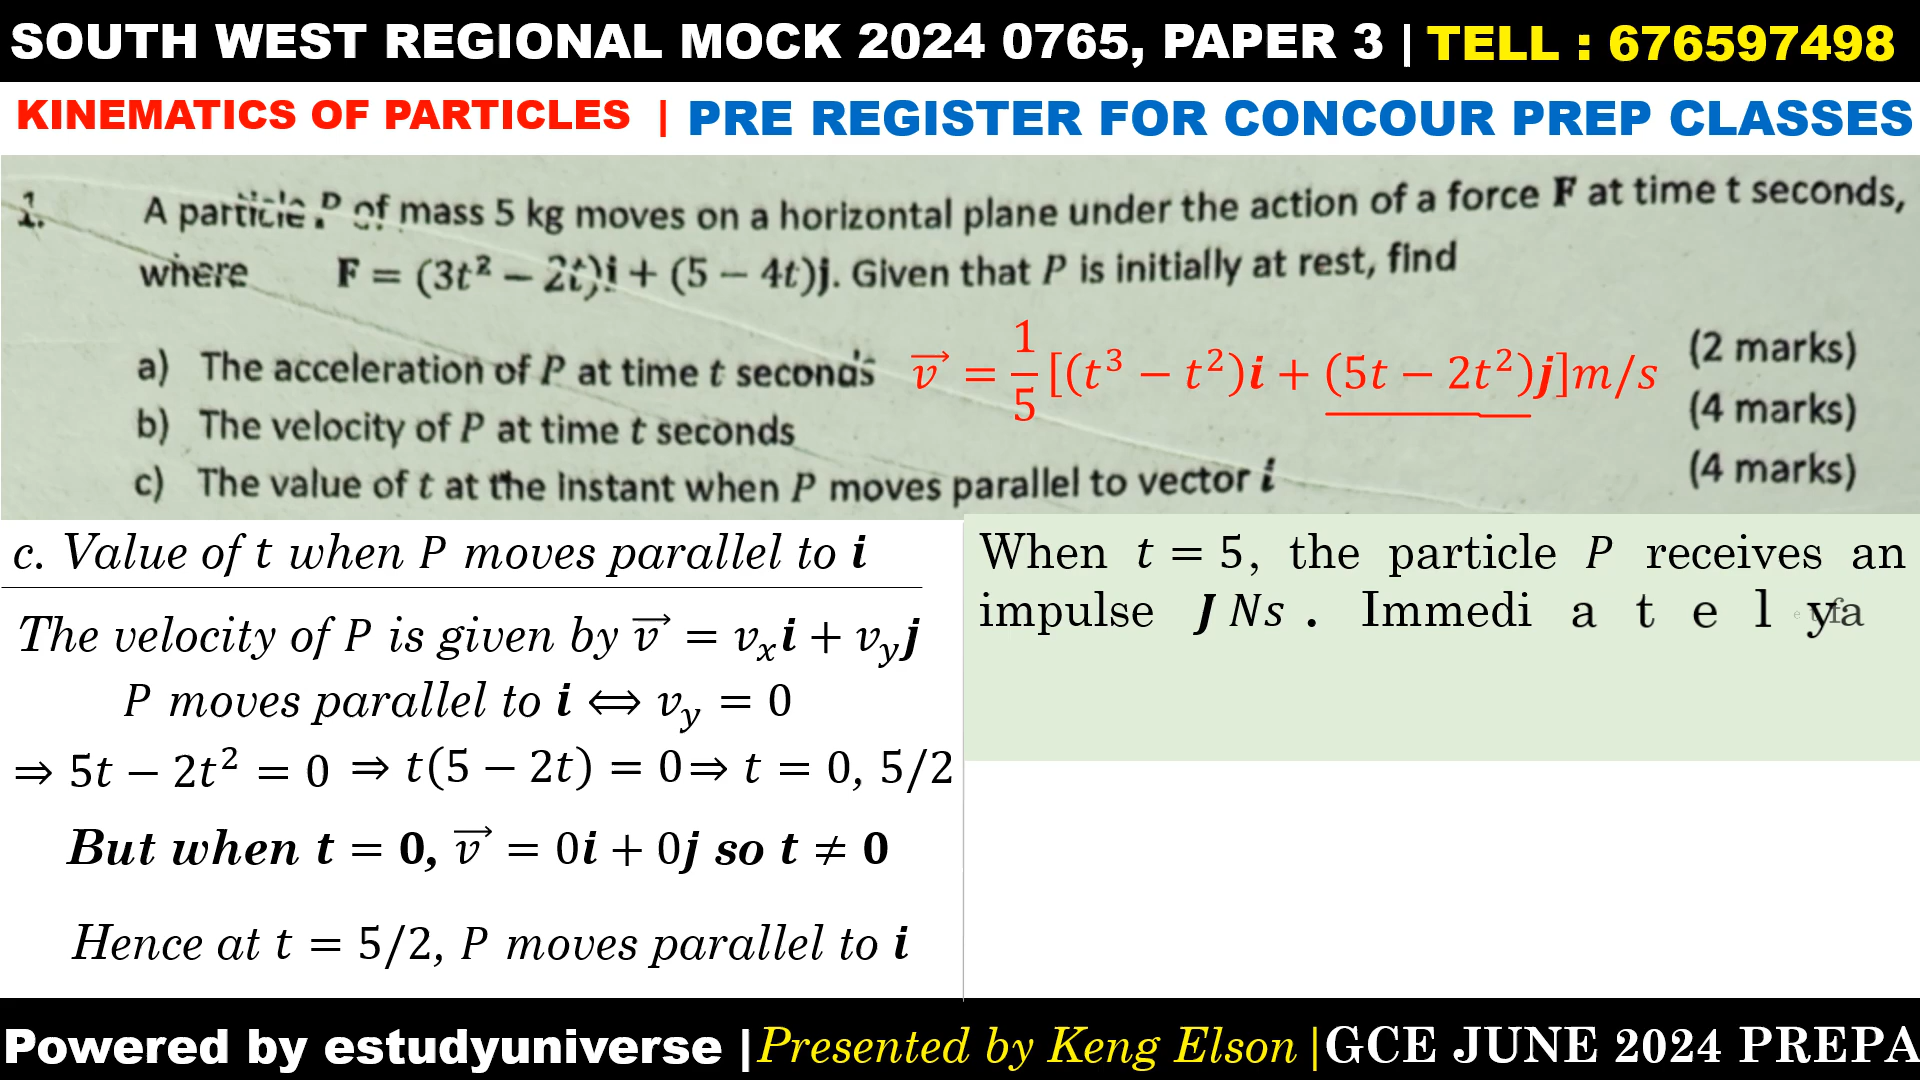 SOUTH WEST REGIONAL MOCK 2024 0765, PAPER 3 | TELL : 676597498
KINEMATICS OF PARTICLES | PRE REGISTER FOR CONCOUR PREP CLASSES
1. A particle P of mass 5 kg moves on a horizontal plane under the action of a force F at time t seconds,
where F = (3t² − 2t)i + (5 − 4t)j. Given that P is initially at rest, find
a) The acceleration of P at time t seconds (2 marks)
v⃗ = 1/5 [(t³ − t²)i + (5t − 2t²)j]m/s
b) The velocity of P at time t seconds (4 marks)
c) The value of t at the instant when P moves parallel to vector i (4 marks)
c. Value of t when P moves parallel to i
The velocity of P is given by v⃗ = vₓi + v_y j
P moves parallel to i ⟺ v_y = 0
⇒ 5t − 2t² = 0 ⇒ t(5 − 2t) = 0 ⇒ t = 0, 5/2
But when t = 0, v⃗ = 0i + 0j so t ≠ 0
Hence at t = 5/2, P moves parallel to i
When t = 5, the particle P receives an
impulse J Ns . Immediately
Powered by estudyuniverse | Presented by Keng Elson | GCE JUNE 2024 PREPA